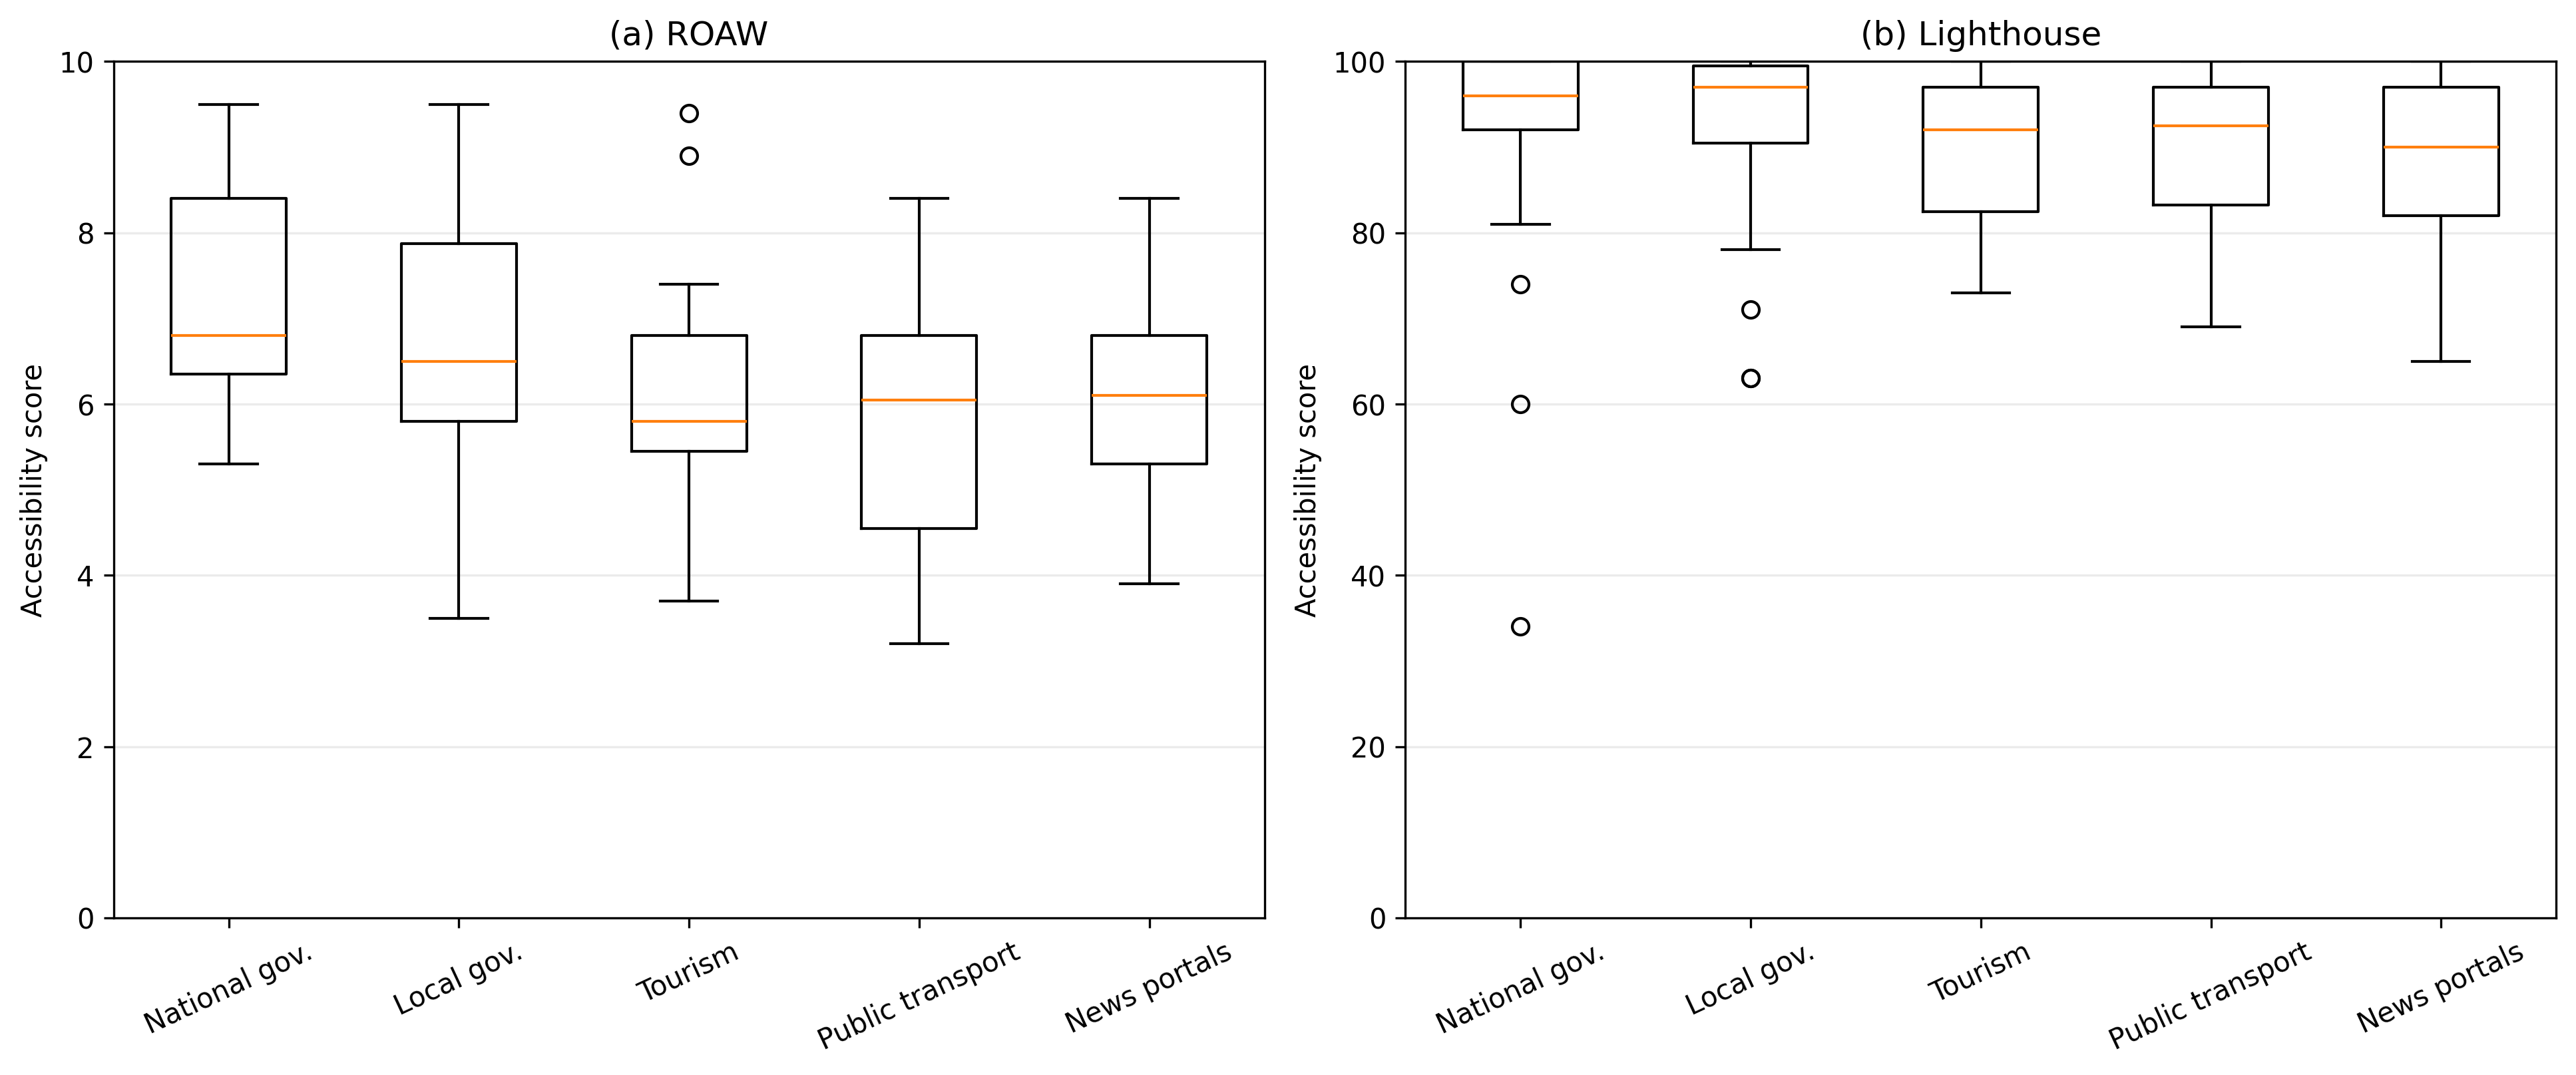 (a) ROAW
Accessibility score
10
8
6
4
2
0
National gov.
Local gov.
Tourism
Public transport
News portals
(b) Lighthouse
Accessibility score
100
80
60
40
20
0
National gov.
Local gov.
Tourism
Public transport
News portals